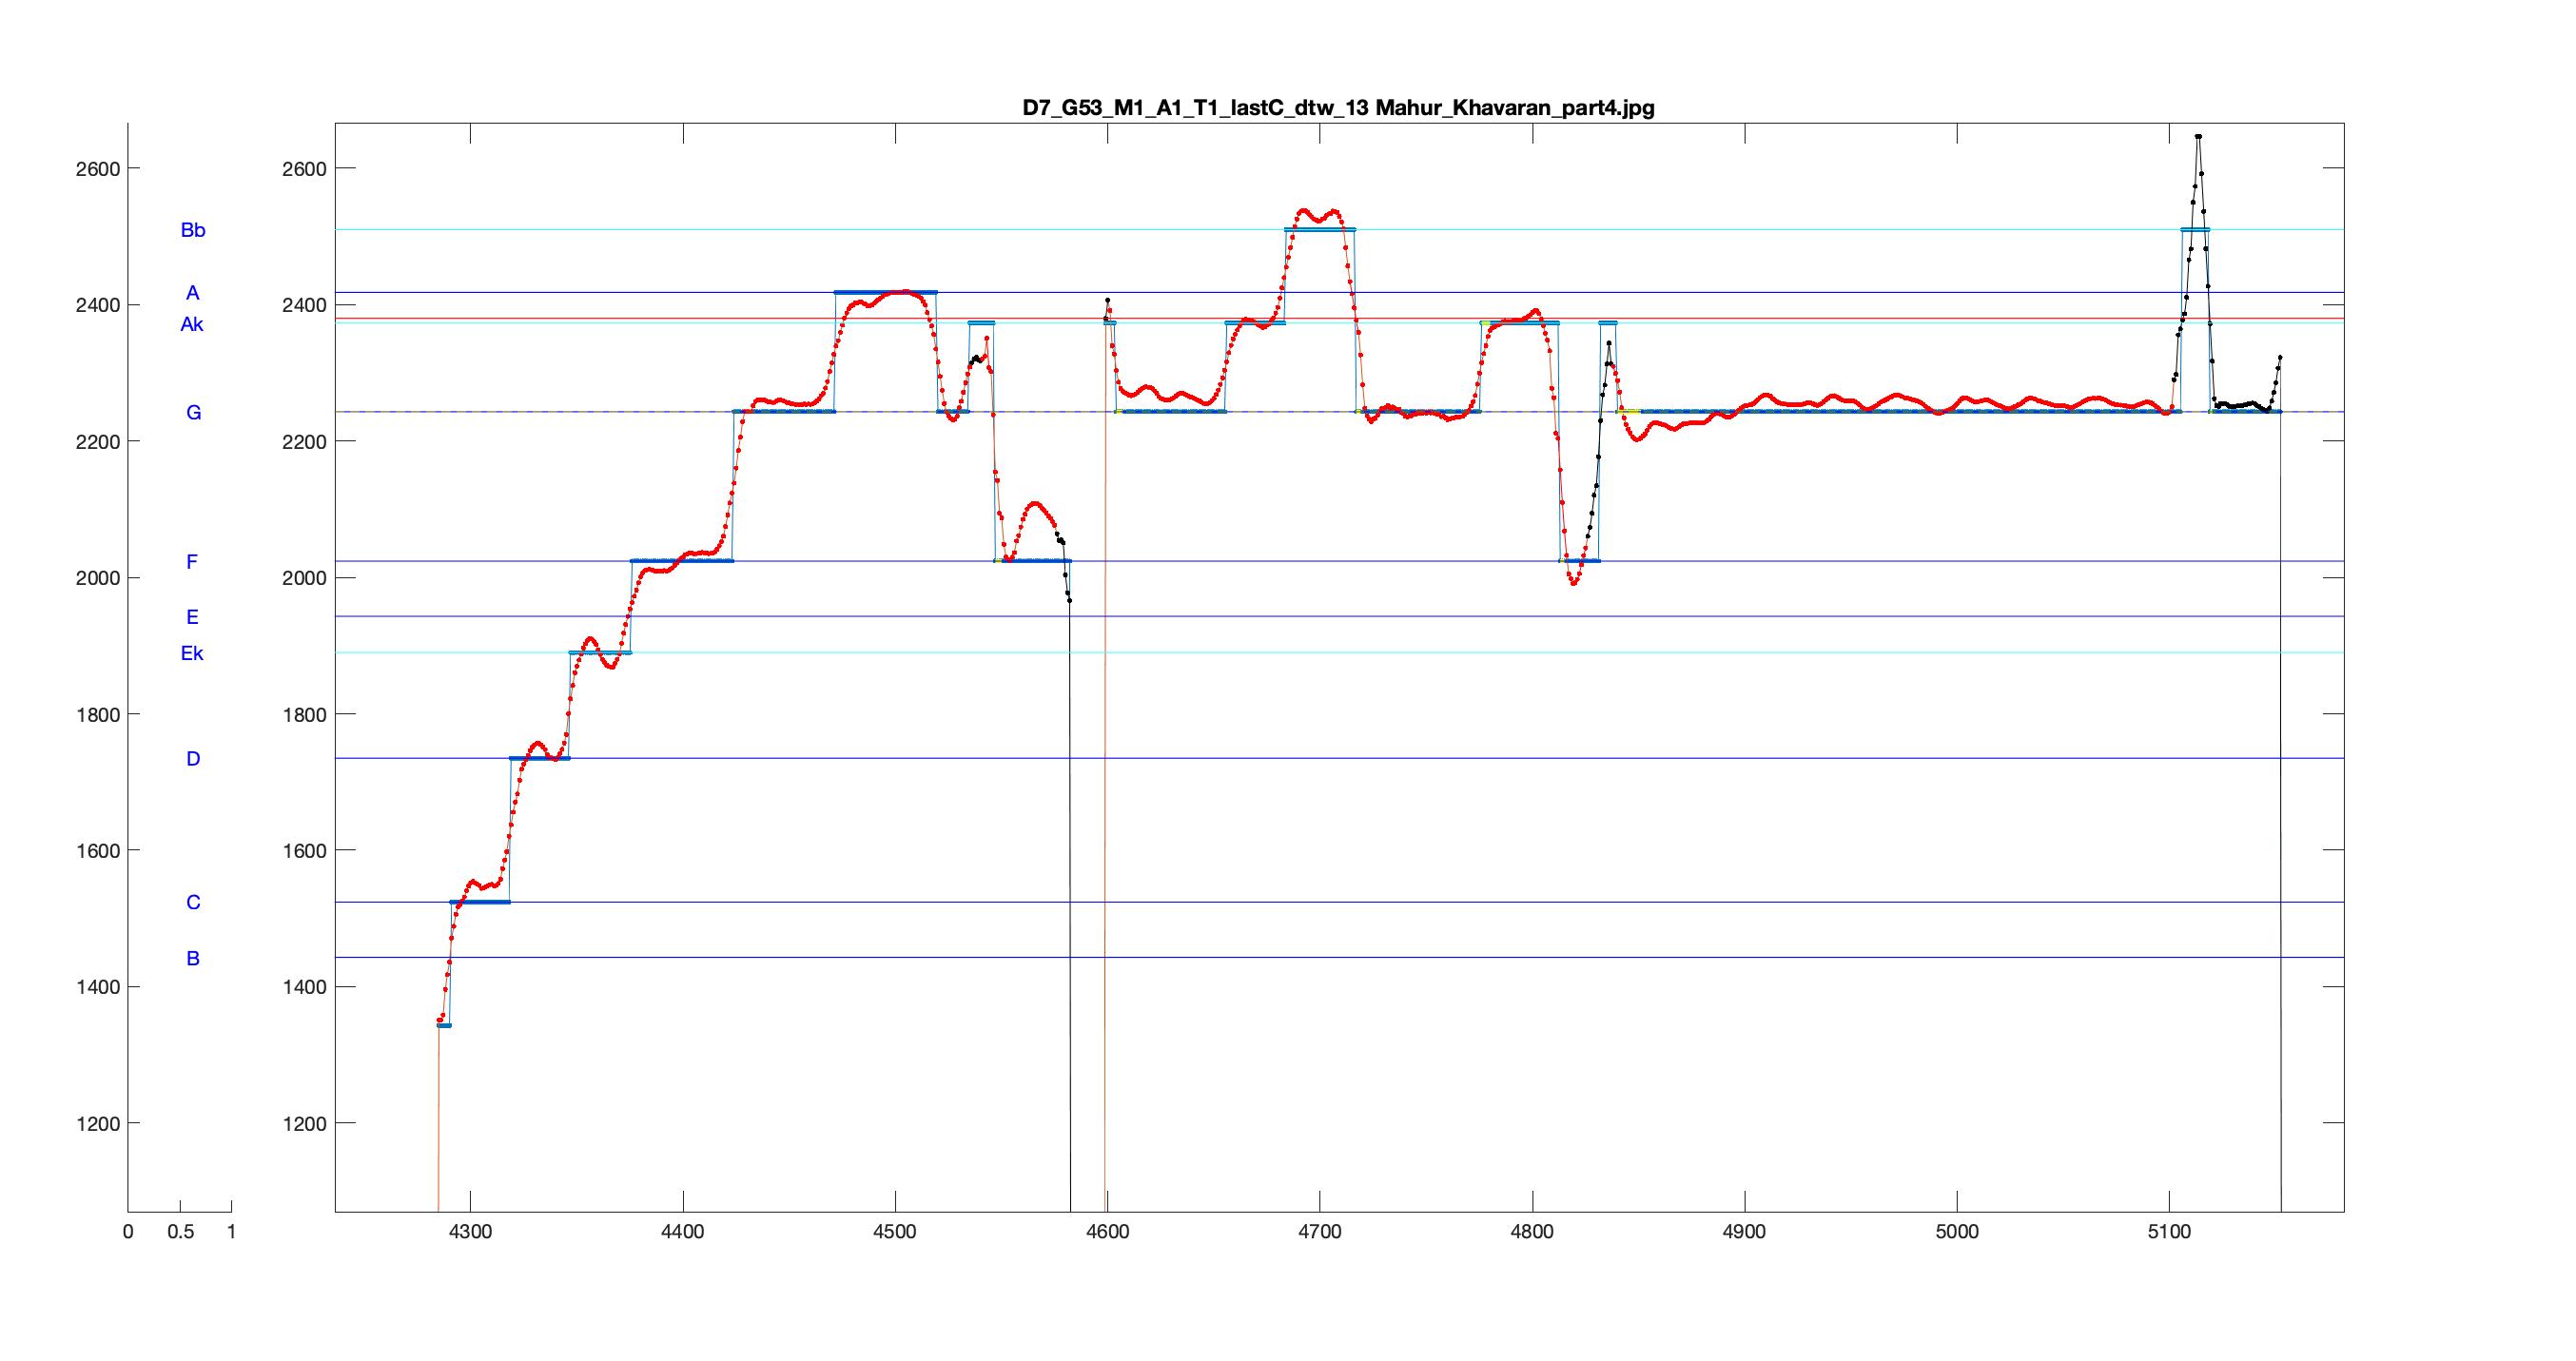 D7_G53_M1_A1_T1_lastC_dtw_13 Mahur_Khavaran_part4.jpg
2600 2600
Bb
A
2400 2400
Ak
G
2200 2200
F
2000 2000
E
Ek
1800 1800
D
1600 1600
C
B
1400 1400
1200 1200
0 0.5 1 4300 4400 4500 4600 4700 4800 4900 5000 5100